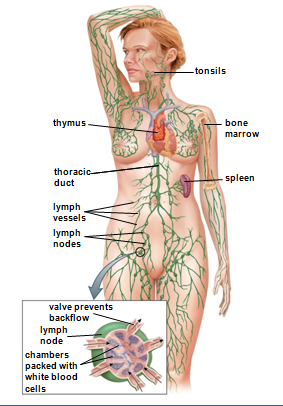 tonsils
thymus
bone
marrow
thoracic
duct
spleen
lymph
vessels
lymph
nodes
valve prevents
backflow
lymph
node
chambers
packed with
white blood
cells